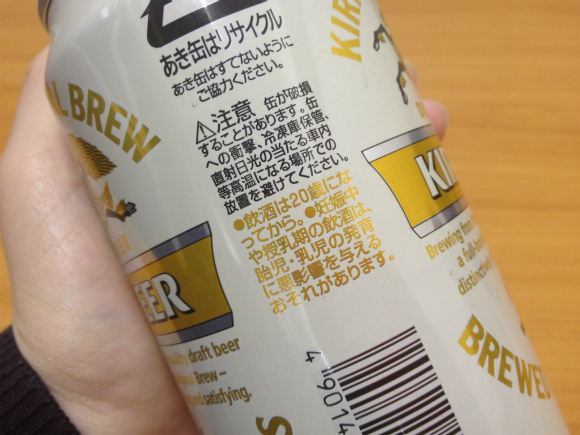 あき缶はリサイクル
あき缶はすてないように
ご協力ください。
⚠注意 缶が破損
することがあります。缶
への衝撃、冷凍庫保管、
直射日光の当たる車内
等高温になる場所での
放置を避けてください。
●飲酒は20歳にな
ってから。●妊娠中
や授乳期の飲酒は、
胎児・乳児の発育
に悪影響を与える
おそれがあります。
L BREW
BEER
draft beer
Brew –
and satisfying.
KIR
KI
Brewing
a full-
distinct
BREWE